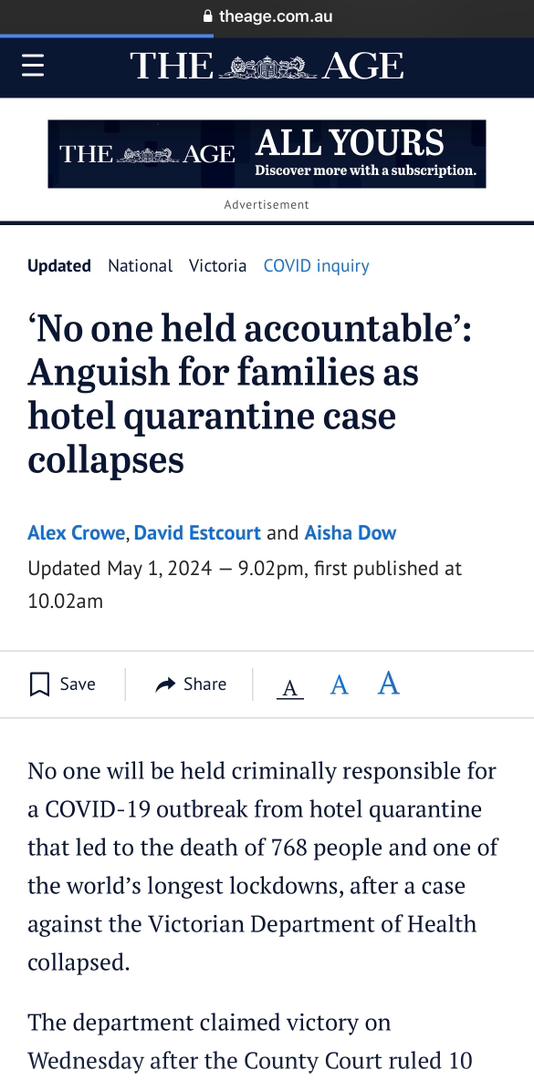 theage.com.au
THE AGE
THE AGE
ALL YOURS
Discover more with a subscription.
Advertisement
Updated National Victoria COVID inquiry
‘No one held accountable’:
Anguish for families as
hotel quarantine case
collapses
Alex Crowe, David Estcourt and Aisha Dow
Updated May 1, 2024 — 9.02pm, first published at
10.02am
Save Share A A A
No one will be held criminally responsible for
a COVID-19 outbreak from hotel quarantine
that led to the death of 768 people and one of
the world’s longest lockdowns, after a case
against the Victorian Department of Health
collapsed.
The department claimed victory on
Wednesday after the County Court ruled 10